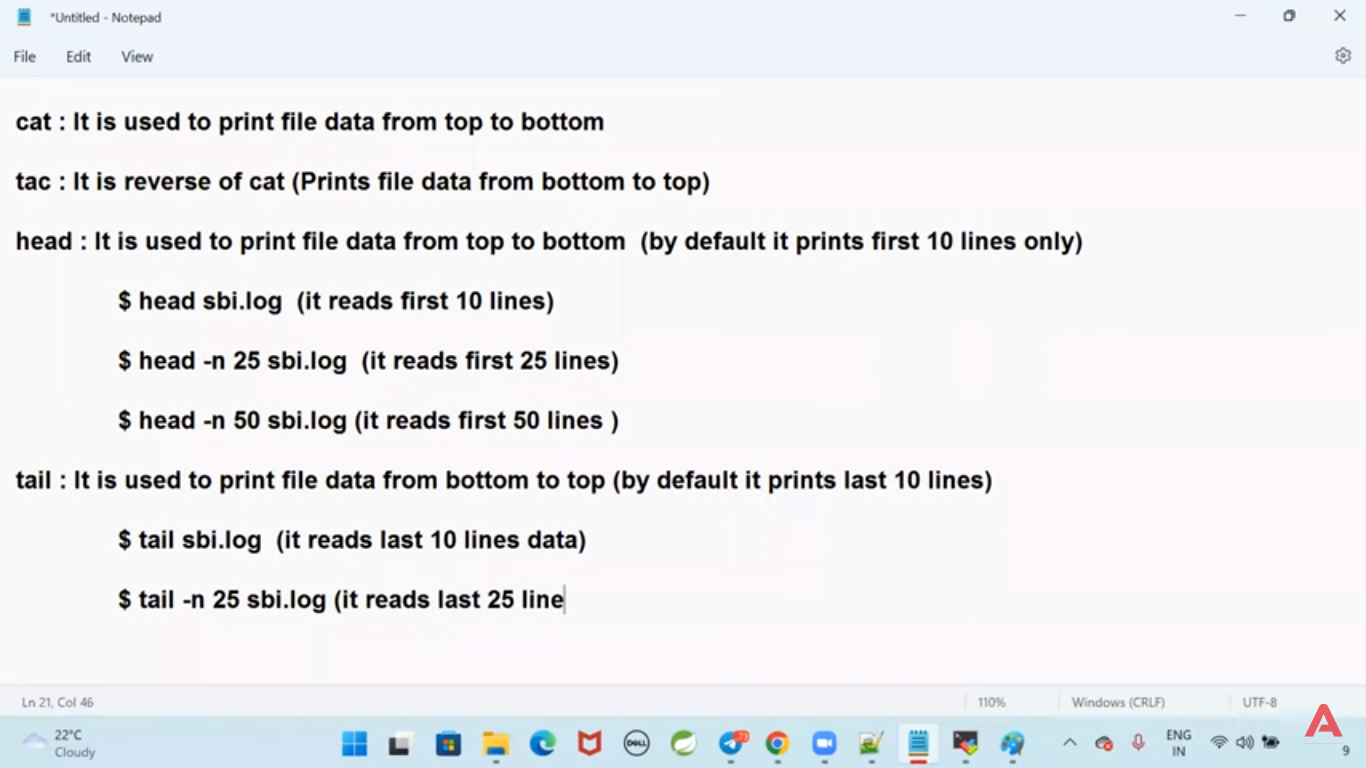 *Untitled - Notepad
File Edit View
cat : It is used to print file data from top to bottom
tac : It is reverse of cat (Prints file data from bottom to top)
head : It is used to print file data from top to bottom  (by default it prints first 10 lines only)
$ head sbi.log  (it reads first 10 lines)
$ head -n 25 sbi.log  (it reads first 25 lines)
$ head -n 50 sbi.log (it reads first 50 lines )
tail : It is used to print file data from bottom to top (by default it prints last 10 lines)
$ tail sbi.log  (it reads last 10 lines data)
$ tail -n 25 sbi.log (it reads last 25 line
Ln 21, Col 46 110% Windows (CRLF) UTF-8
22°C
Cloudy
DELL
ENG
IN
9